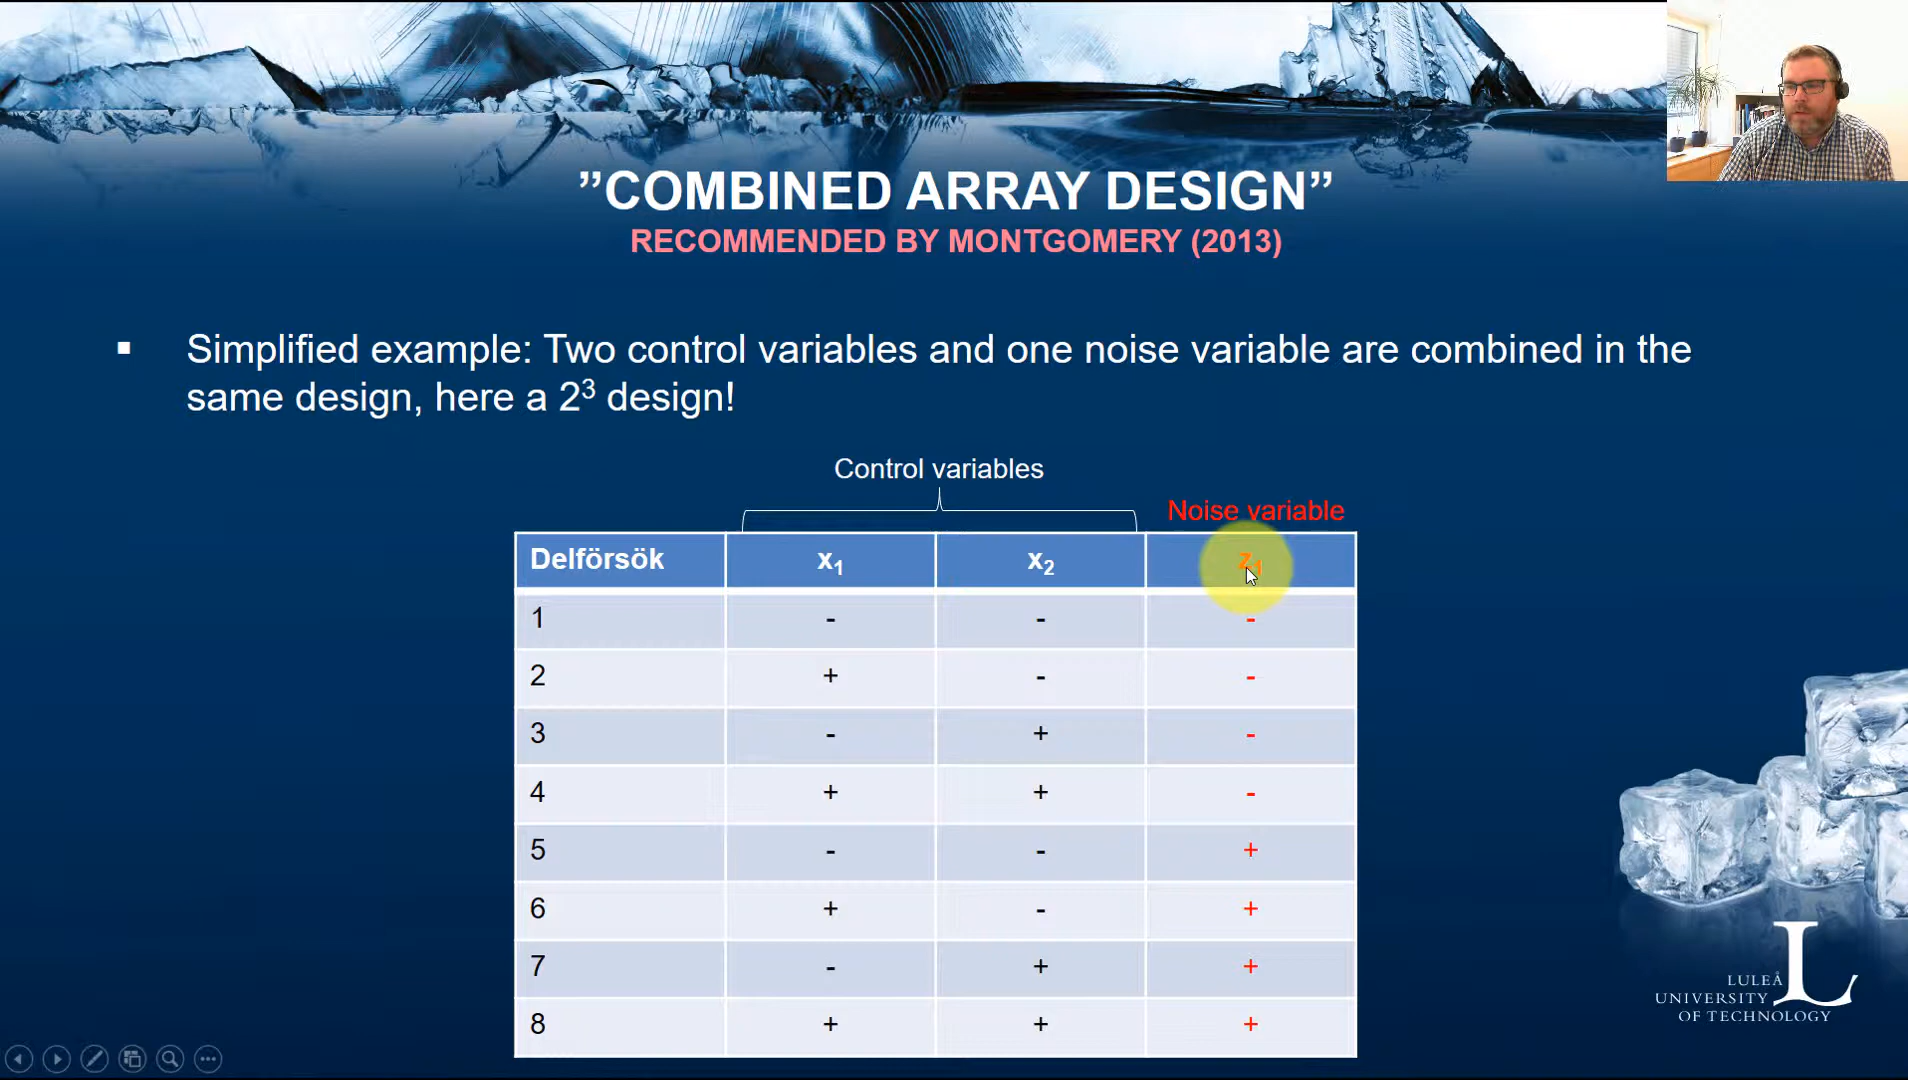 ”COMBINED ARRAY DESIGN”
RECOMMENDED BY MONTGOMERY (2013)
▪ Simplified example: Two control variables and one noise variable are combined in the
same design, here a 2³ design!
Control variables
Noise variable
Delförsök x₁ x₂ z₁
1 - - -
2 + - -
3 - + -
4 + + -
5 - - +
6 + - +
7 - + +
8 + + +
LULEÅ
UNIVERSITY
OF TECHNOLOGY
L